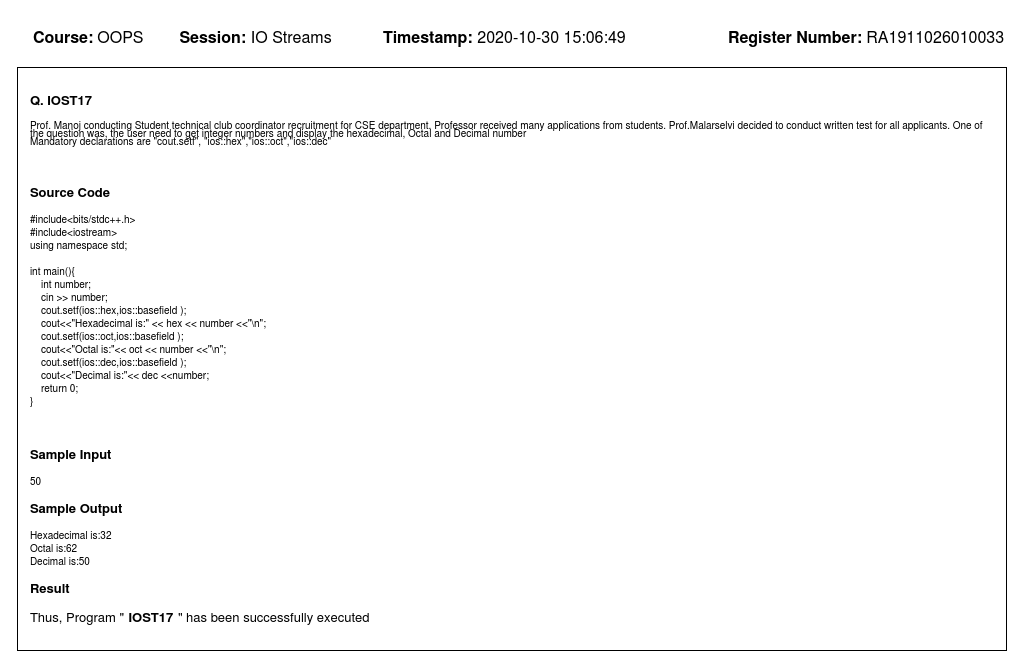 Course: OOPS Session: IO Streams Timestamp: 2020-10-30 15:06:49 Register Number: RA1911026010033
Q. IOST17
Prof. Manoj conducting Student technical club coordinator recruitment for CSE department, Professor received many applications from students. Prof.Malarselvi decided to conduct written test for all applicants. One of
the question was, the user need to get integer numbers and display the hexadecimal, Octal and Decimal number
Mandatory declarations are "cout.setf", "ios::hex","ios::oct","ios::dec"
Source Code
#include<bits/stdc++.h>
#include<iostream>
using namespace std;
int main(){
    int number;
    cin >> number;
    cout.setf(ios::hex,ios::basefield );
    cout<<"Hexadecimal is:" << hex << number <<"\n";
    cout.setf(ios::oct,ios::basefield );
    cout<<"Octal is:"<< oct << number <<"\n";
    cout.setf(ios::dec,ios::basefield );
    cout<<"Decimal is:"<< dec <<number;
    return 0;
}
Sample Input
50
Sample Output
Hexadecimal is:32
Octal is:62
Decimal is:50
Result
Thus, Program " IOST17 " has been successfully executed